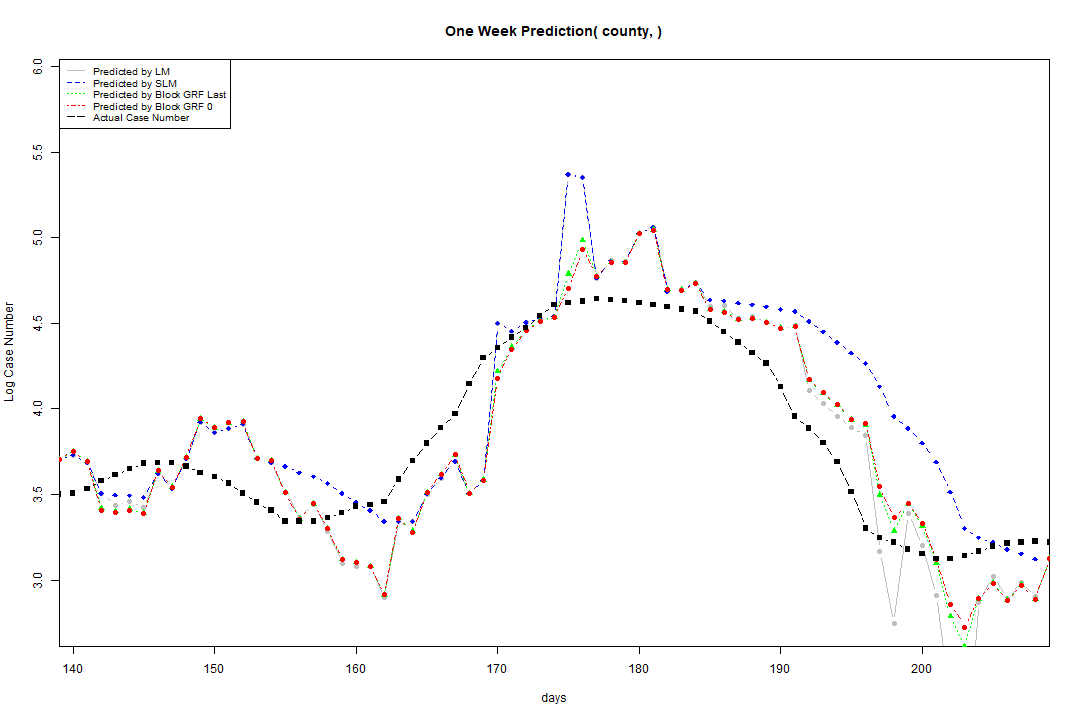 One Week Prediction( county, )
Predicted by LM
Predicted by SLM
Predicted by Block GRF Last
Predicted by Block GRF 0
Actual Case Number
6.0
5.5
5.0
4.5
4.0
3.5
3.0
Log Case Number
140 150 160 170 180 190 200
days